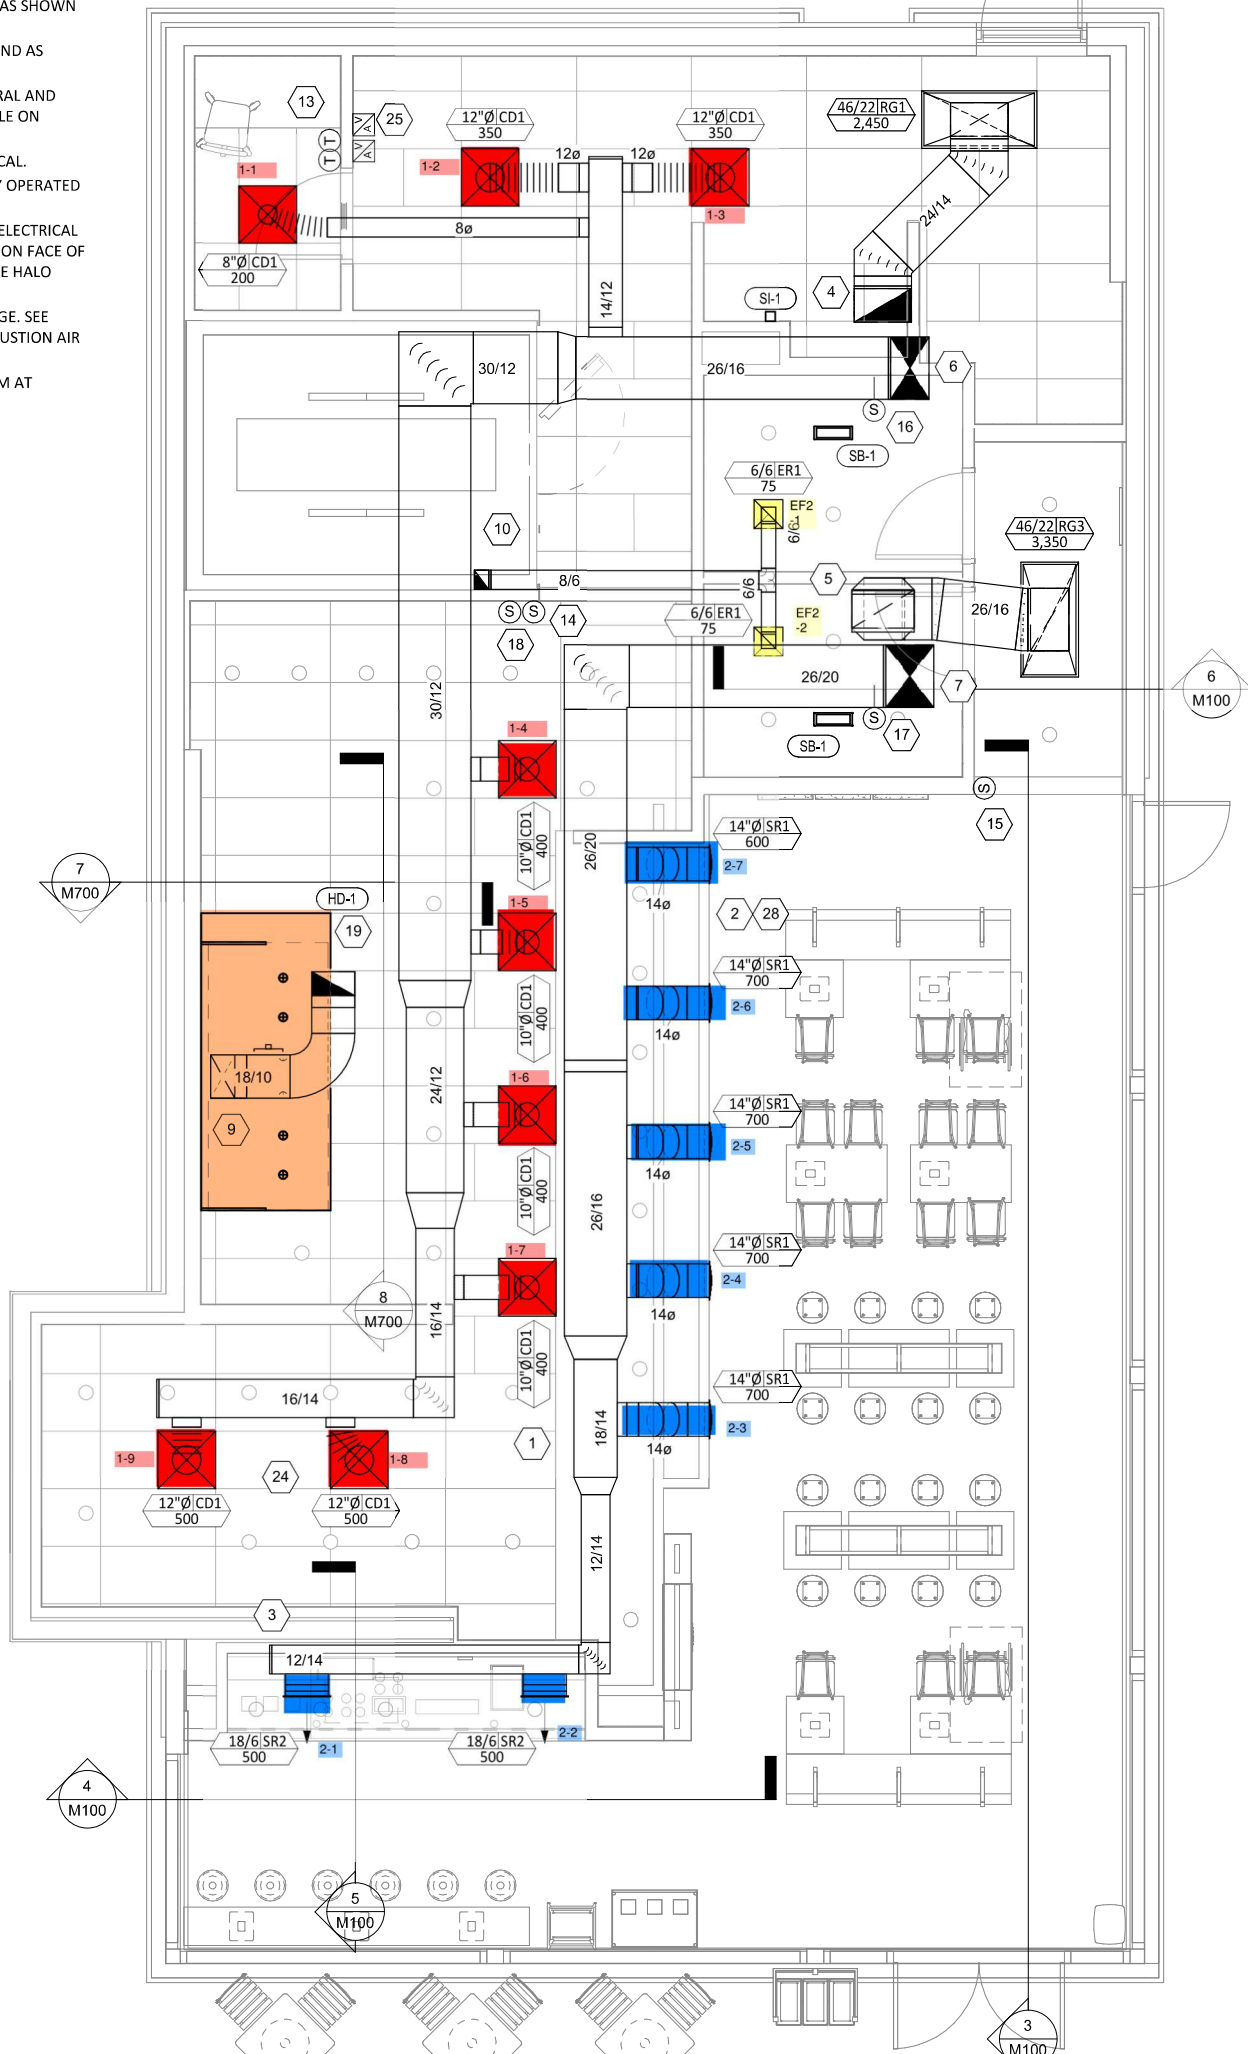 AS SHOWN
ND AS
RAL AND
LE ON
CAL.
Y OPERATED
ELECTRICAL
ON FACE OF
E HALO
GE. SEE
USTION AIR
M AT
13
25
12"Ø CD1
350
12"Ø CD1
350
46/22 RG1
2,450
T
T
V
A
V
A
1-1
1-2
12ø
12ø
1-3
24/14
8ø
8"Ø CD1
200
14/12
SI-1
4
30/12
26/16
6
S
16
SB-1
6/6 ER1
75
EF2
-1
6/6
10
46/22 RG3
3,350
8/6
6/6
5
S
S
14
6/6 ER1
75
EF2
-2
26/16
18
30/12
26/20
7
6
M100
S
17
SB-1
1-4
S
15
10"Ø CD1
400
26/20
14"Ø SR1
600
2-7
7
M700
HD-1
19
1-5
14ø
2
28
10"Ø CD1
400
14"Ø SR1
700
2-6
14ø
18/10
9
24/12
1-6
14"Ø SR1
700
2-5
14ø
10"Ø CD1
400
26/16
1-7
14"Ø SR1
700
2-4
14ø
8
M700
16/14
10"Ø CD1
400
14"Ø SR1
700
16/14
18/14
2-3
14ø
1
1-9
1-8
24
12"Ø CD1
500
12"Ø CD1
500
12/14
3
12/14
18/6 SR2
500
2-1
18/6 SR2
500
2-2
4
M100
5
M100
3
M100